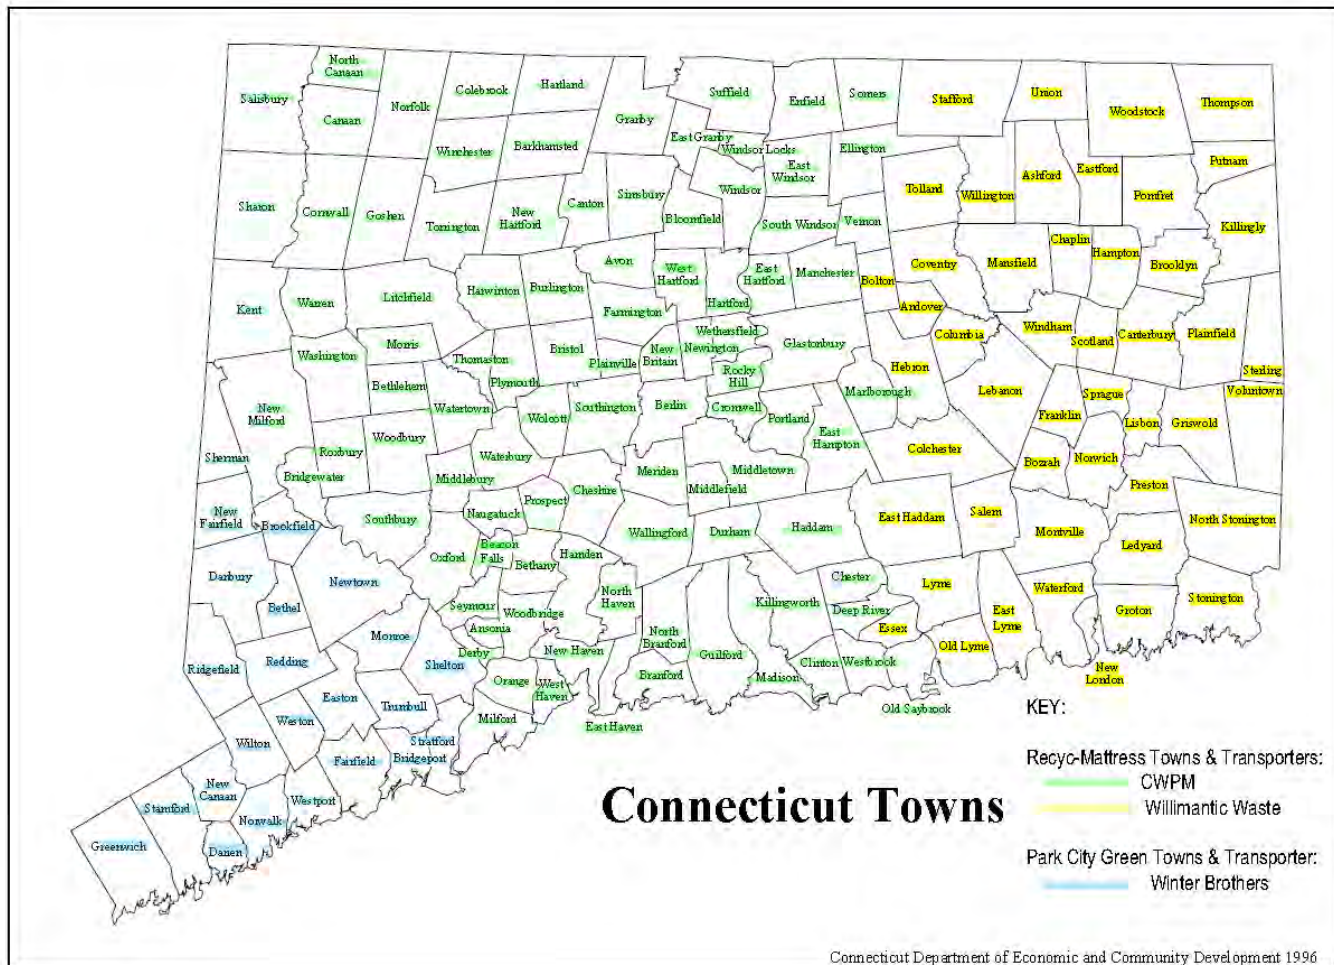 North
Canaan
Salisbury
Canaan
Norfolk
Colebrook
Hartland
Granby
Suffield
Enfield
Somers
Stafford
Union
Woodstock
Thompson
East Granby
Windsor Locks
Winchester
Barkhamsted
East
Windsor
Ellington
Putnam
Tolland
Willington
Ashford
Eastford
Pomfret
Sharon
Cornwall
Goshen
Torrington
New
Hartford
Canton
Simsbury
Bloomfield
Windsor
South Windsor
Vernon
Killingly
Kent
Warren
Litchfield
Harwinton
Burlington
Avon
West
Hartford
Hartford
East
Hartford
Manchester
Bolton
Coventry
Andover
Mansfield
Chaplin
Hampton
Brooklyn
Farmington
Washington
Morris
Thomaston
Bristol
Plainville
New
Britain
Wethersfield
Newington
Glastonbury
Columbia
Windham
Scotland
Canterbury
Plainfield
Sterling
Bethlehem
Watertown
Plymouth
Rocky
Hill
Hebron
Marlborough
Lebanon
Sprague
Voluntown
New
Milford
Woodbury
Wolcott
Southington
Berlin
Cromwell
Portland
East
Hampton
Colchester
Franklin
Lisbon
Griswold
Sherman
Roxbury
Bridgewater
Waterbury
Middlebury
Meriden
Middletown
Middlefield
Bozrah
Norwich
Preston
New
Fairfield
Brookfield
Southbury
Naugatuck
Prospect
Cheshire
Wallingford
Durham
Haddam
East Haddam
Salem
Montville
North Stonington
Oxford
Beacon
Falls
Bethany
Hamden
Ledyard
Danbury
Newtown
Bethel
Seymour
Woodbridge
North
Haven
Killingworth
Chester
Lyme
Waterford
Groton
Stonington
Deep River
Essex
East
Lyme
Monroe
Ansonia
Derby
New Haven
North
Branford
Guilford
Old Lyme
New
London
Ridgefield
Redding
Shelton
Orange
West
Haven
Branford
Madison
Clinton
Westbrook
Easton
Trumbull
Milford
East Haven
Old Saybrook
Weston
Wilton
Fairfield
Stratford
Bridgeport
New
Canaan
Westport
Stamford
Norwalk
Greenwich
Darien
Connecticut Towns
KEY:
Recyc-Mattress Towns & Transporters:
CWPM
Willimantic Waste
Park City Green Towns & Transporter:
Winter Brothers
Connecticut Department of Economic and Community Development 1996